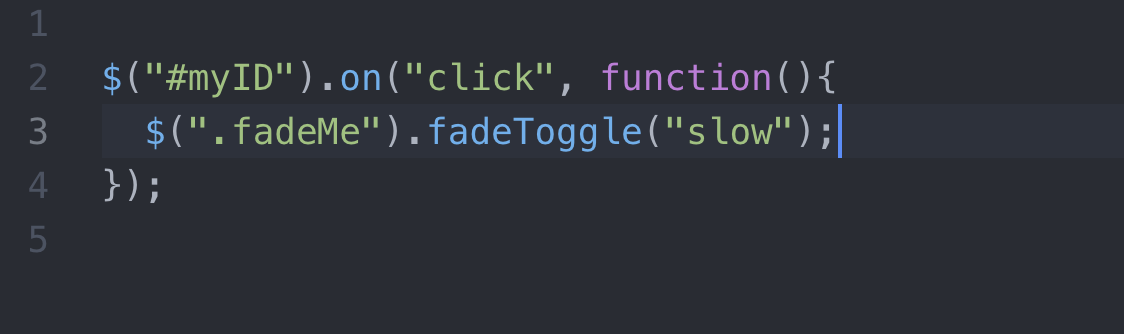 1
2 $("#myID").on("click", function(){
3   $(".fadeMe").fadeToggle("slow");
4 });
5